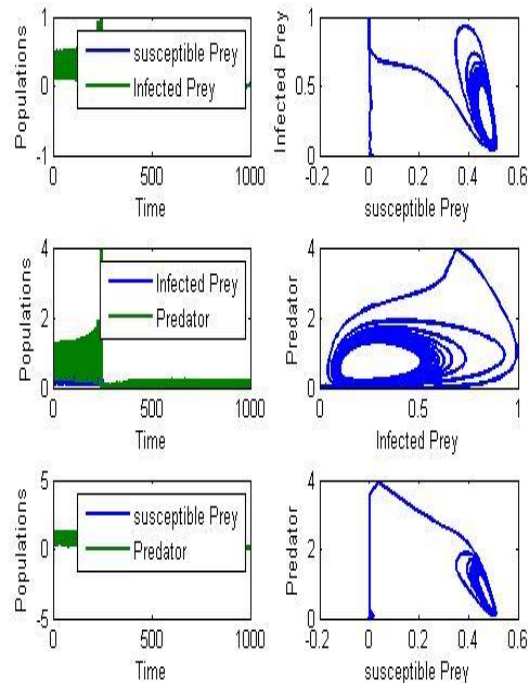 Populations
1
0
-1
0
500
1000
Time
susceptible Prey
Infected Prey
Infected Prey
1
0.5
0
-0.2
0
0.2
0.4
0.6
susceptible Prey
Populations
4
2
0
0
500
1000
Time
Infected Prey
Predator
Predator
4
2
0
0
0.5
1
Infected Prey
Populations
5
0
-5
0
500
1000
Time
susceptible Prey
Predator
Predator
4
2
0
-0.2
0
0.2
0.4
0.6
susceptible Prey